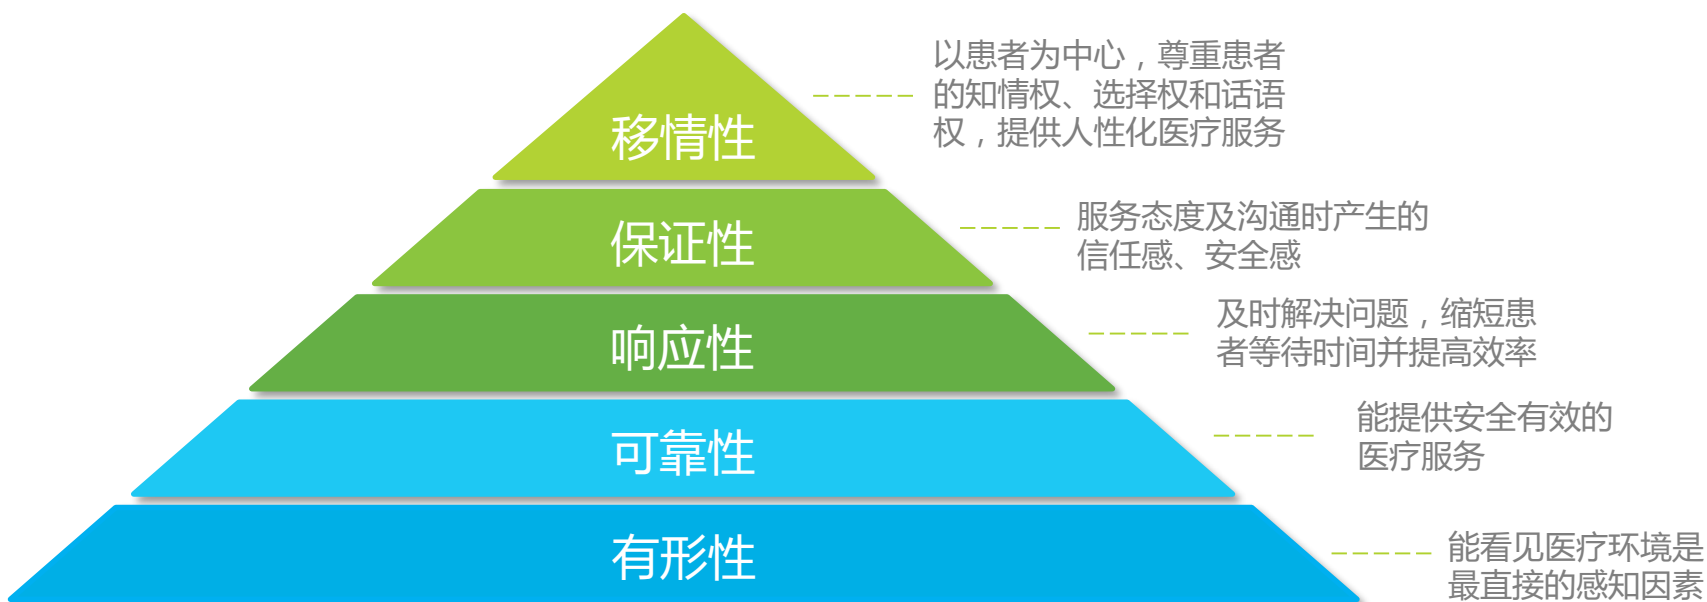 移情性
以患者为中心，尊重患者
的知情权、选择权和话语
权，提供人性化医疗服务
保证性
服务态度及沟通时产生的
信任感、安全感
响应性
及时解决问题，缩短患
者等待时间并提高效率
可靠性
能提供安全有效的
医疗服务
有形性
能看见医疗环境是
最直接的感知因素